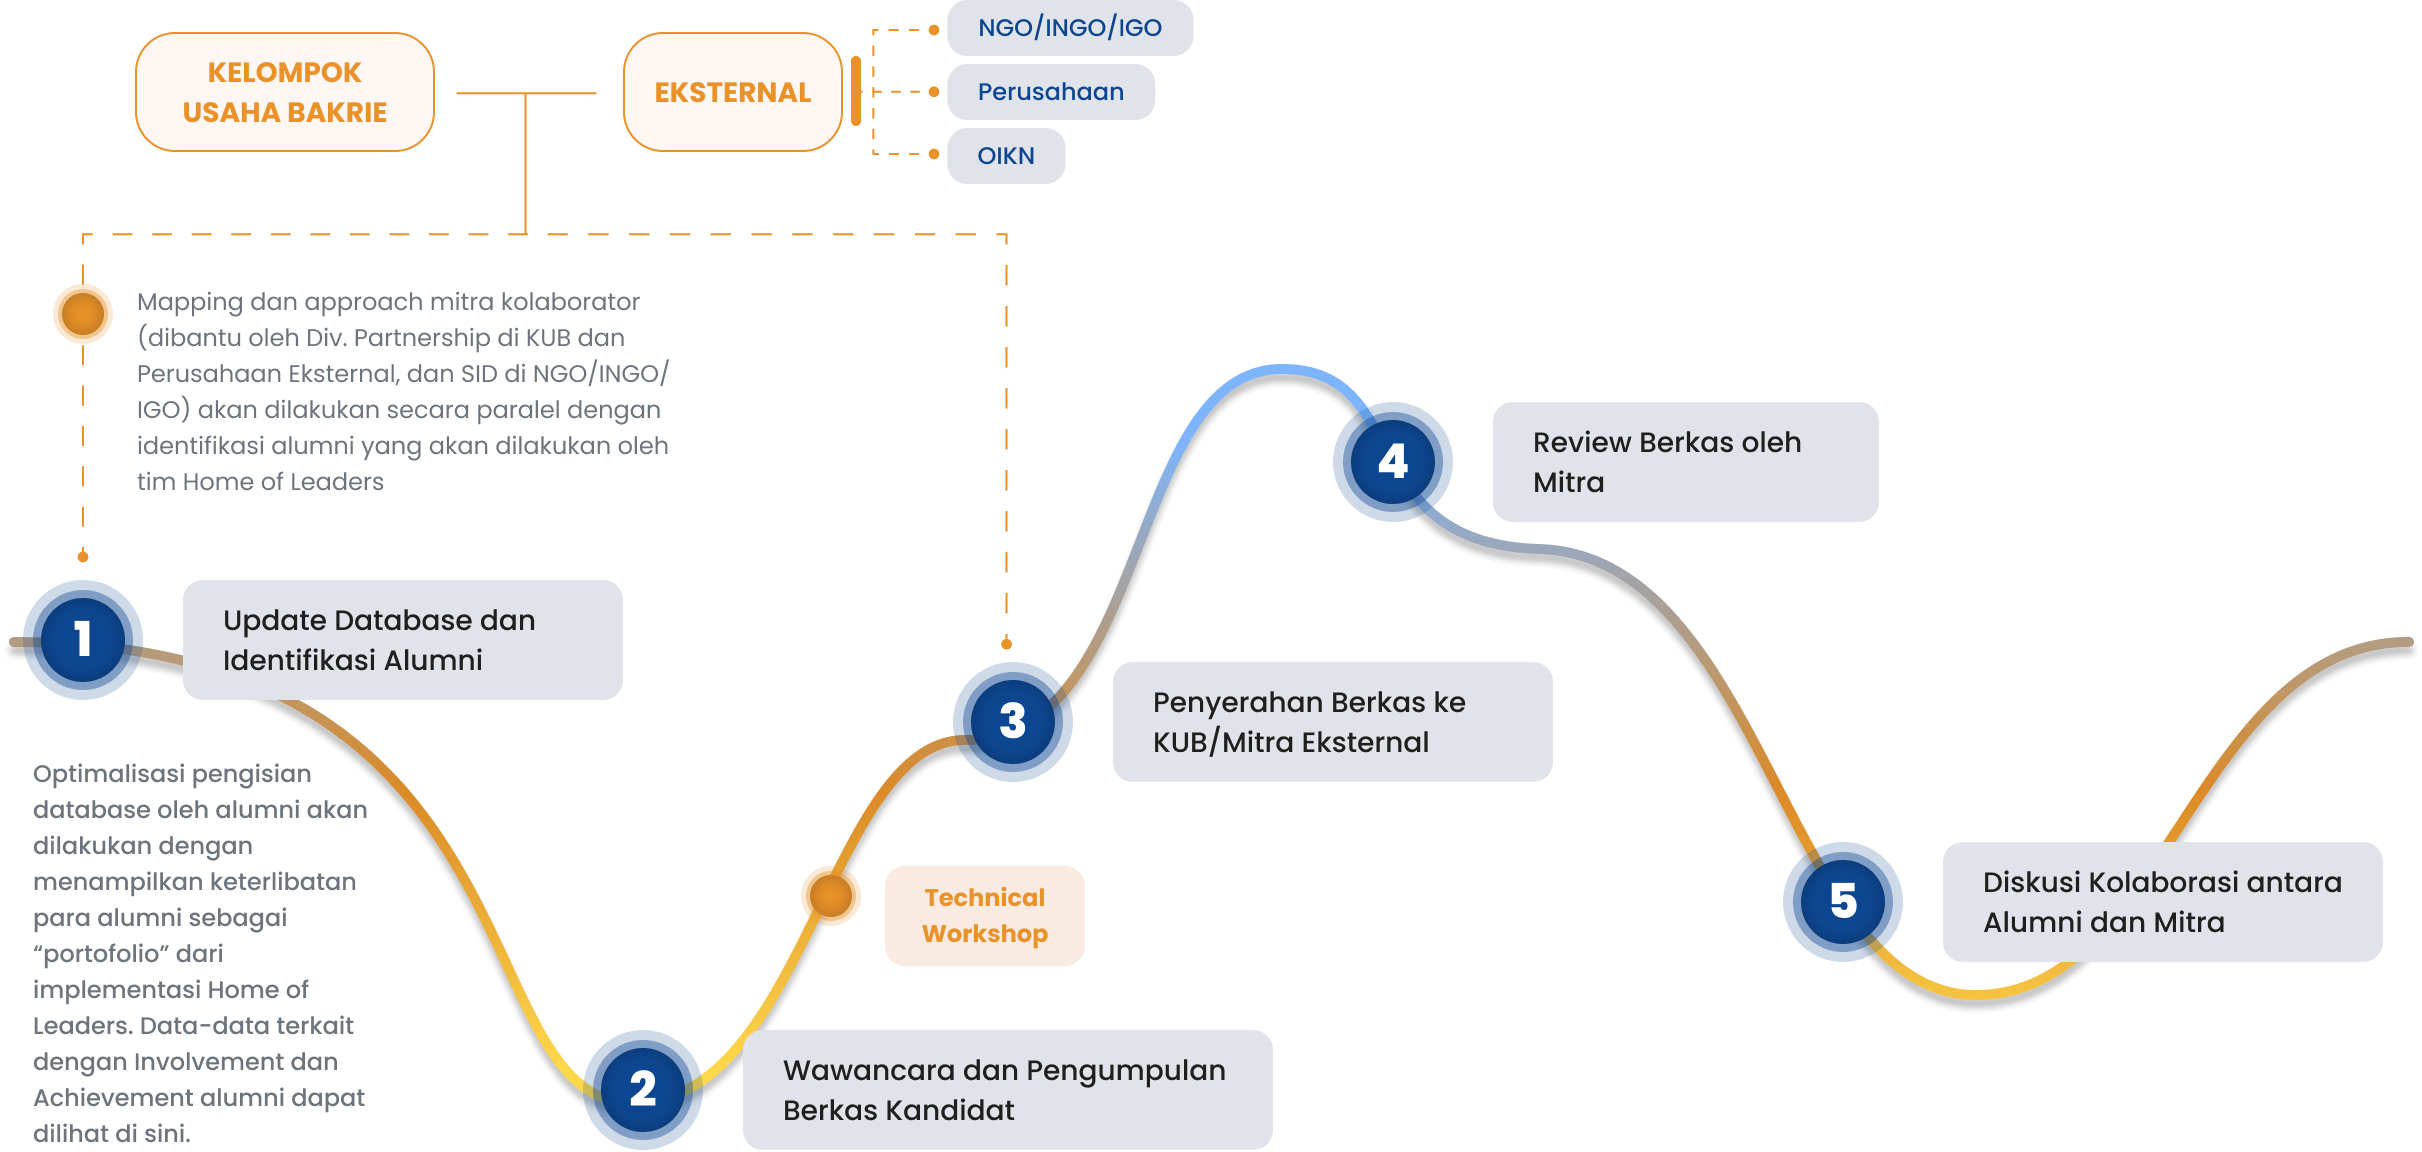 KELOMPOK
USAHA BAKRIE
EKSTERNAL
NGO/INGO/IGO
Perusahaan
OIKN
Mapping dan approach mitra kolaborator
(dibantu oleh Div. Partnership di KUB dan
Perusahaan Eksternal, dan SID di NGO/INGO/
IGO) akan dilakukan secara paralel dengan
identifikasi alumni yang akan dilakukan oleh
tim Home of Leaders
1
Update Database dan
Identifikasi Alumni
Optimalisasi pengisian
database oleh alumni akan
dilakukan dengan
menampilkan keterlibatan
para alumni sebagai
“portofolio” dari
implementasi Home of
Leaders. Data-data terkait
dengan Involvement dan
Achievement alumni dapat
dilihat di sini.
2
Wawancara dan Pengumpulan
Berkas Kandidat
Technical
Workshop
3
Penyerahan Berkas ke
KUB/Mitra Eksternal
4
Review Berkas oleh
Mitra
5
Diskusi Kolaborasi antara
Alumni dan Mitra